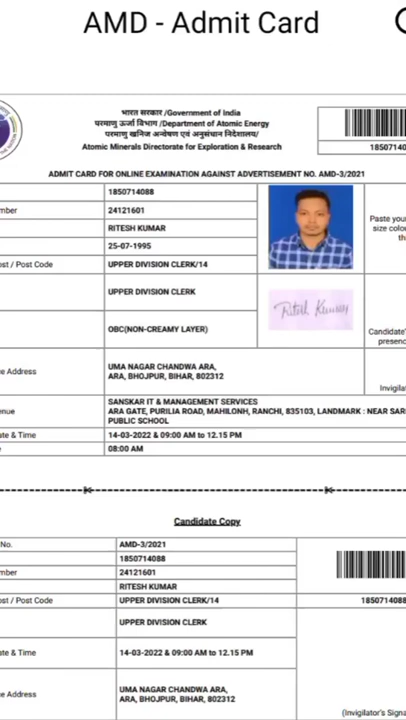 AMD - Admit Card
भारत सरकार /Government of India
परमाणु ऊर्जा विभाग /Department of Atomic Energy
परमाणु खनिज अन्वेषण एवं अनुसंधान निदेशालय/
Atomic Minerals Directorate for Exploration & Research
18507140
ADMIT CARD FOR ONLINE EXAMINATION AGAINST ADVERTISEMENT NO. AMD-3/2021
1850714088
mber 24121601
RITESH KUMAR
25-07-1995
ost / Post Code UPPER DIVISION CLERK/14
Paste your
size colou
th
UPPER DIVISION CLERK
Ritesh Kumar
OBC(NON-CREAMY LAYER)
Candidate'
presenc
e Address UMA NAGAR CHANDWA ARA,
ARA, BHOJPUR, BIHAR, 802312
Invigilat
enue SANSKAR IT & MANAGEMENT SERVICES
ARA GATE, PURILIA ROAD, MAHILONH, RANCHI, 835103, LANDMARK : NEAR SAR
PUBLIC SCHOOL
ate & Time 14-03-2022 & 09:00 AM to 12.15 PM
e 08:00 AM
Candidate Copy
No. AMD-3/2021
1850714088
mber 24121601
RITESH KUMAR
ost / Post Code UPPER DIVISION CLERK/14
1850714088
UPPER DIVISION CLERK
ate & Time 14-03-2022 & 09:00 AM to 12.15 PM
e Address UMA NAGAR CHANDWA ARA,
ARA, BHOJPUR, BIHAR, 802312
(Invigilator's Signa